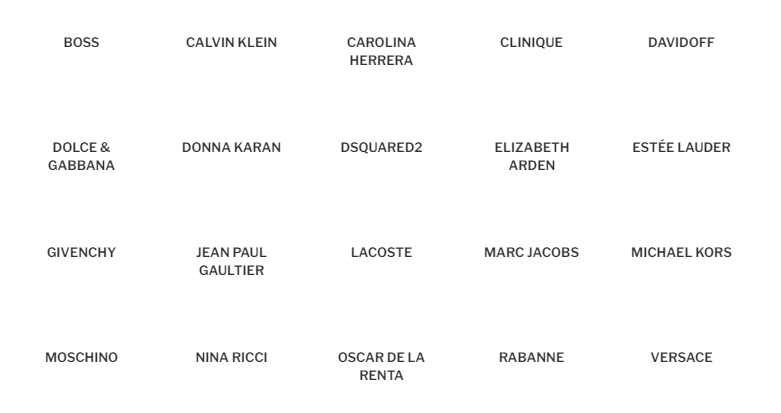 BOSS
CALVIN KLEIN
CAROLINA
HERRERA
CLINIQUE
DAVIDOFF
DOLCE &
GABBANA
DONNA KARAN
DSQUARED2
ELIZABETH
ARDEN
ESTÉE LAUDER
GIVENCHY
JEAN PAUL
GAULTIER
LACOSTE
MARC JACOBS
MICHAEL KORS
MOSCHINO
NINA RICCI
OSCAR DE LA
RENTA
RABANNE
VERSACE